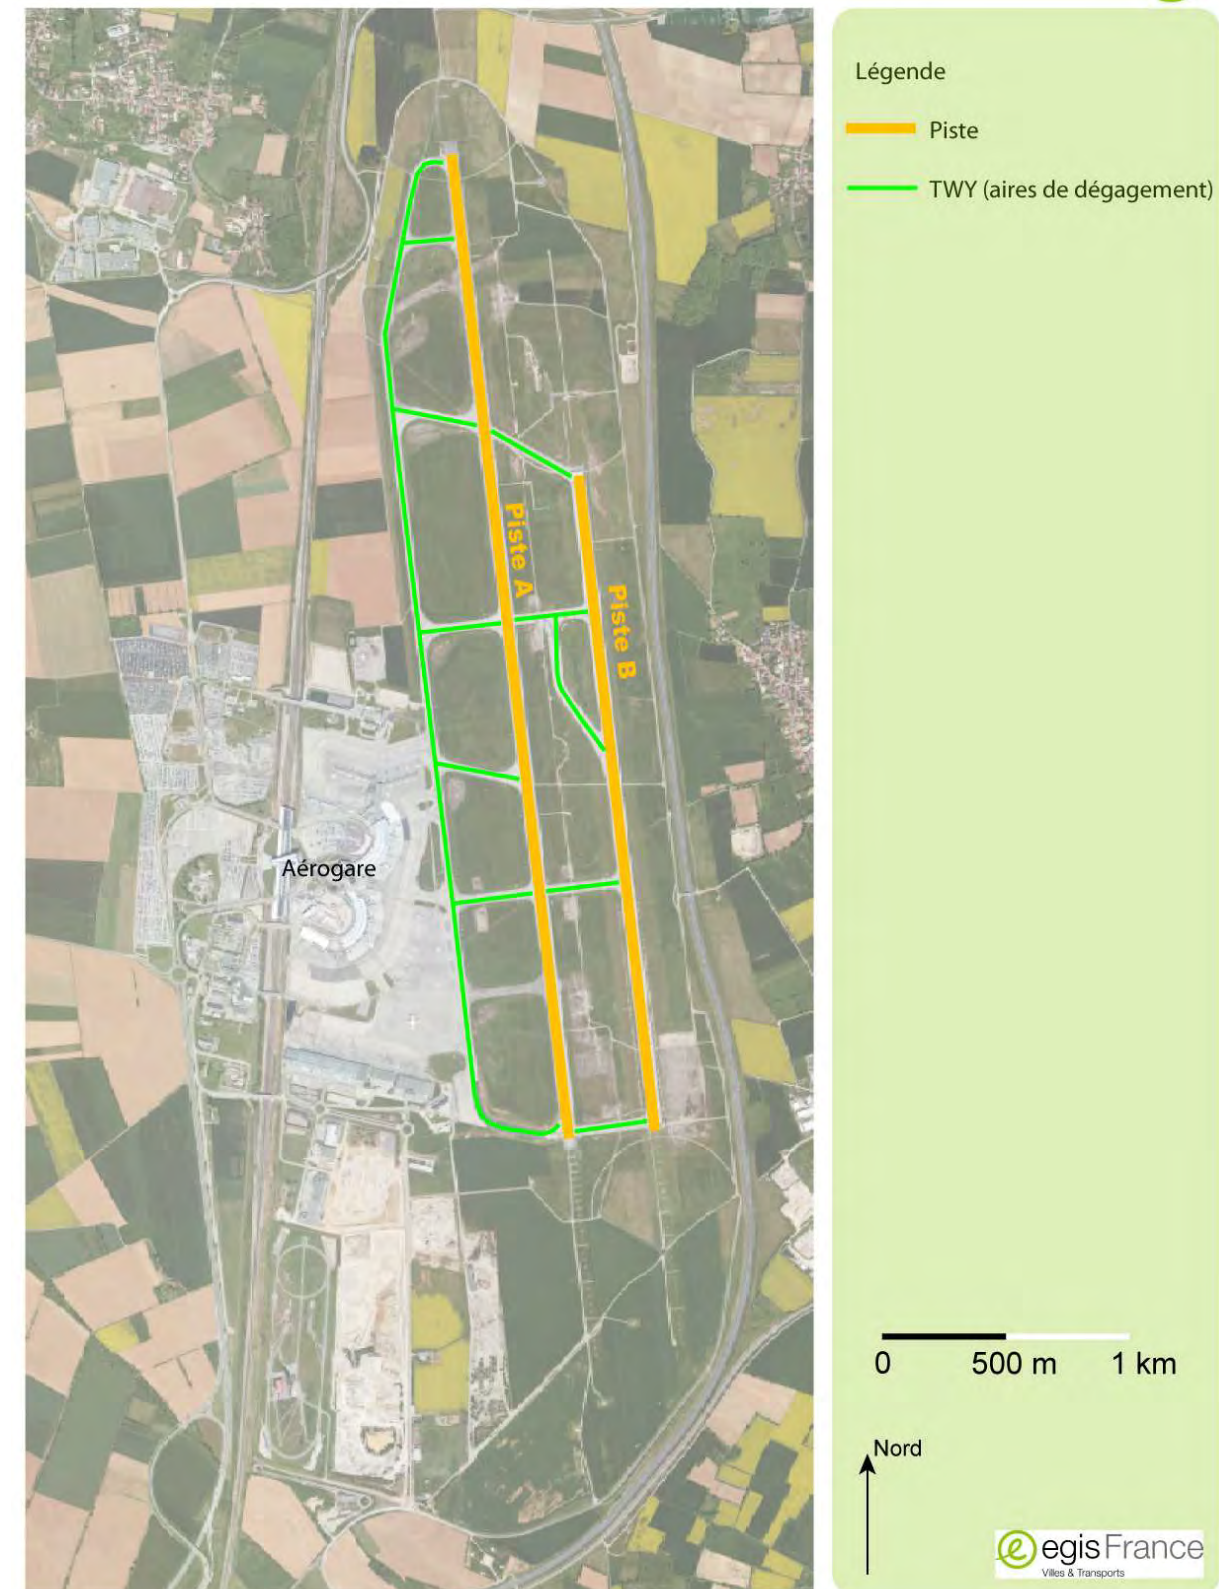 Légende
Piste
TWY (aires de dégagement)
Piste A
Piste B
Aérogare
0 500 m 1 km
Nord
egis France
Villes & Transports